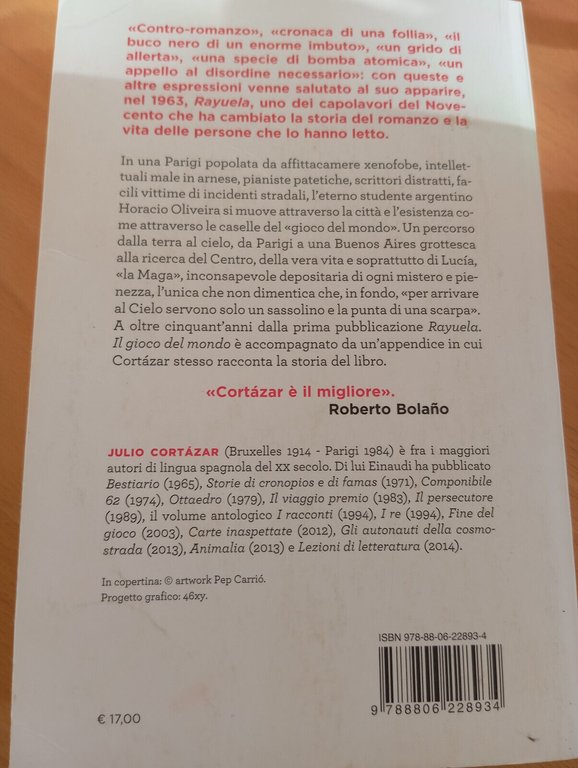 «Contro-romanzo», «cronaca di una follia», «il
buco nero di un enorme imbuto», «un grido di
allerta», «una specie di bomba atomica», «un
appello al disordine necessario»: con queste e
altre espressioni venne salutato al suo apparire,
nel 1963, Rayuela, uno dei capolavori del Nove-
cento che ha cambiato la storia del romanzo e la
vita delle persone che lo hanno letto.
In una Parigi popolata da affittacamere xenofobe, intellet-
tuali male in arnese, pianiste patetiche, scrittori distratti, fa-
cili vittime di incidenti stradali, l'eterno studente argentino
Horacio Oliveira si muove attraverso la città e l'esistenza co-
me attraverso le caselle del «gioco del mondo». Un percorso
dalla terra al cielo, da Parigi a una Buenos Aires grottesca
alla ricerca del Centro, della vera vita e soprattutto di Lucía,
«la Maga», inconsapevole depositaria di ogni mistero e pie-
nezza, l'unica che non dimentica che, in fondo, «per arrivare
al Cielo servono solo un sassolino e la punta di una scarpa».
A oltre cinquant'anni dalla prima pubblicazione Rayuela.
Il gioco del mondo è accompagnato da un'appendice in cui
Cortázar stesso racconta la storia del libro.
«Cortázar è il migliore».
Roberto Bolaño
JULIO CORTÁZAR (Bruxelles 1914 - Parigi 1984) è fra i maggiori
autori di lingua spagnola del XX secolo. Di lui Einaudi ha pubblicato
Bestiario (1965), Storie di cronopios e di famas (1971), Componibile
62 (1974), Ottaedro (1979), Il viaggio premio (1983), Il persecutore
(1989), il volume antologico I racconti (1994), I re (1994), Fine del
gioco (2003), Carte inaspettate (2012), Gli autonauti della cosmo-
strada (2013), Animalia (2013) e Lezioni di letteratura (2014).
In copertina: © artwork Pep Carrió.
Progetto grafico: 46xy.
ISBN 978-88-06-22893-4
9 788806 228934
€ 17,00